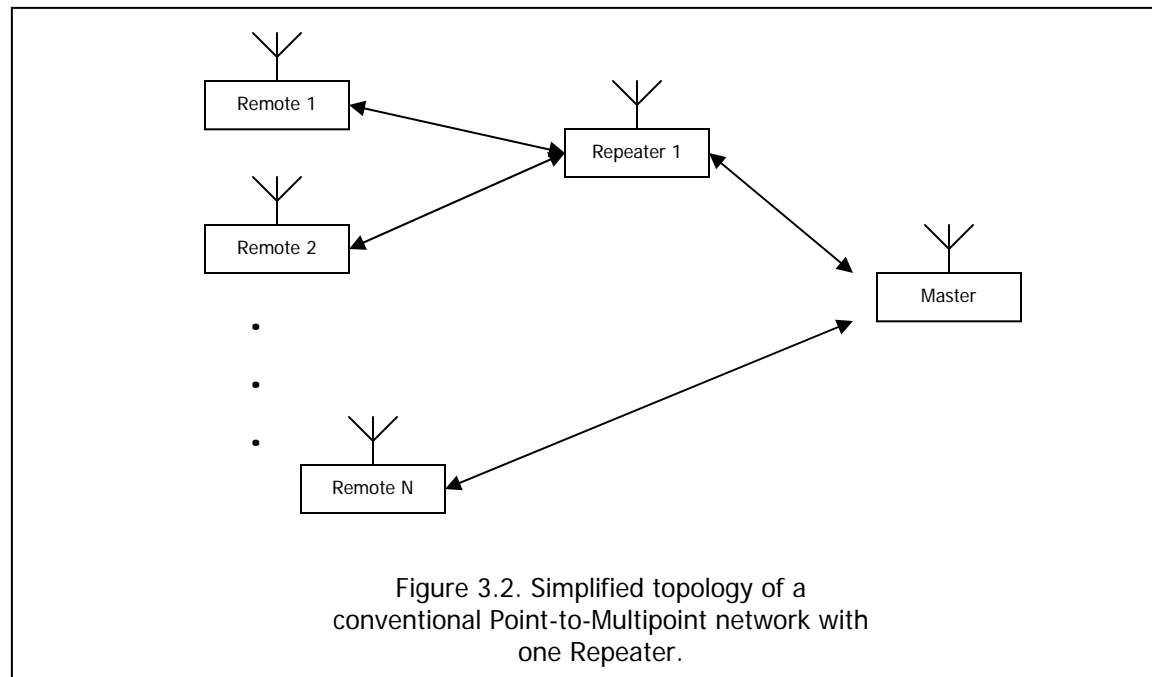 Remote 1
Repeater 1
Remote 2
Master
Remote N
Figure 3.2. Simplified topology of a
conventional Point-to-Multipoint network with
one Repeater.